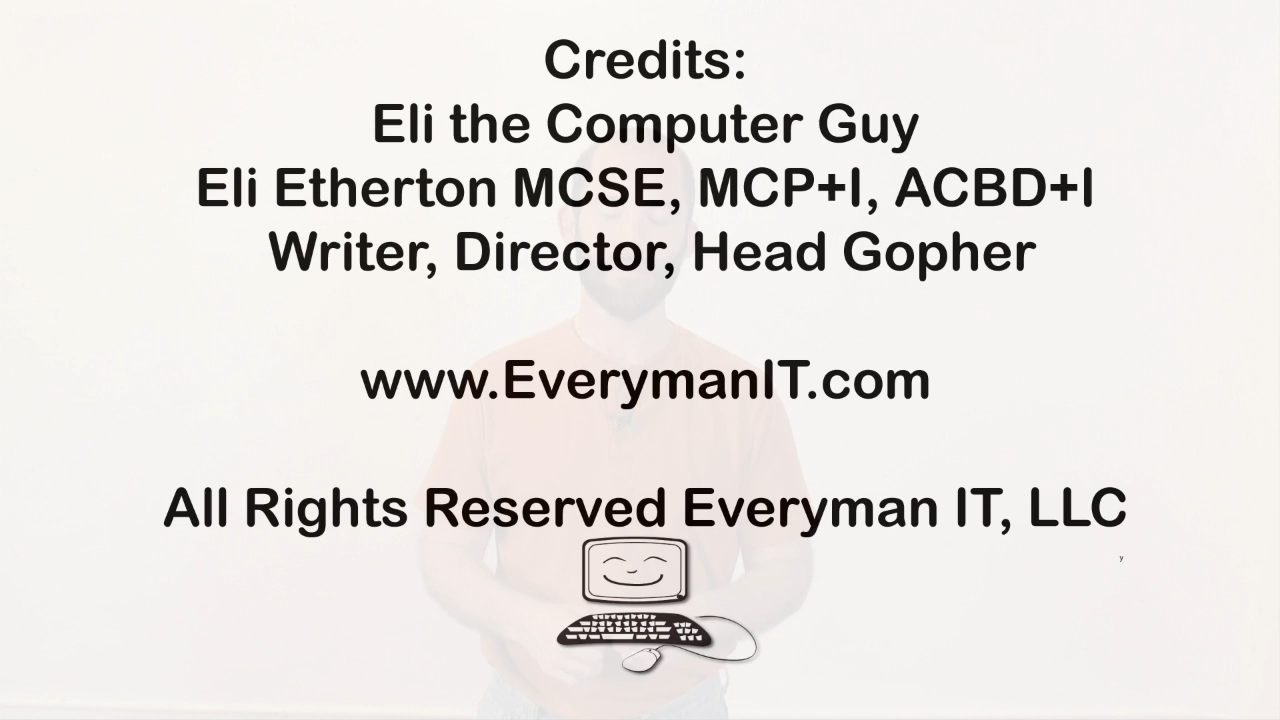 Credits:
Eli the Computer Guy
Eli Etherton MCSE, MCP+I, ACBD+I
Writer, Director, Head Gopher
www.EverymanIT.com
All Rights Reserved Everyman IT, LLC
y